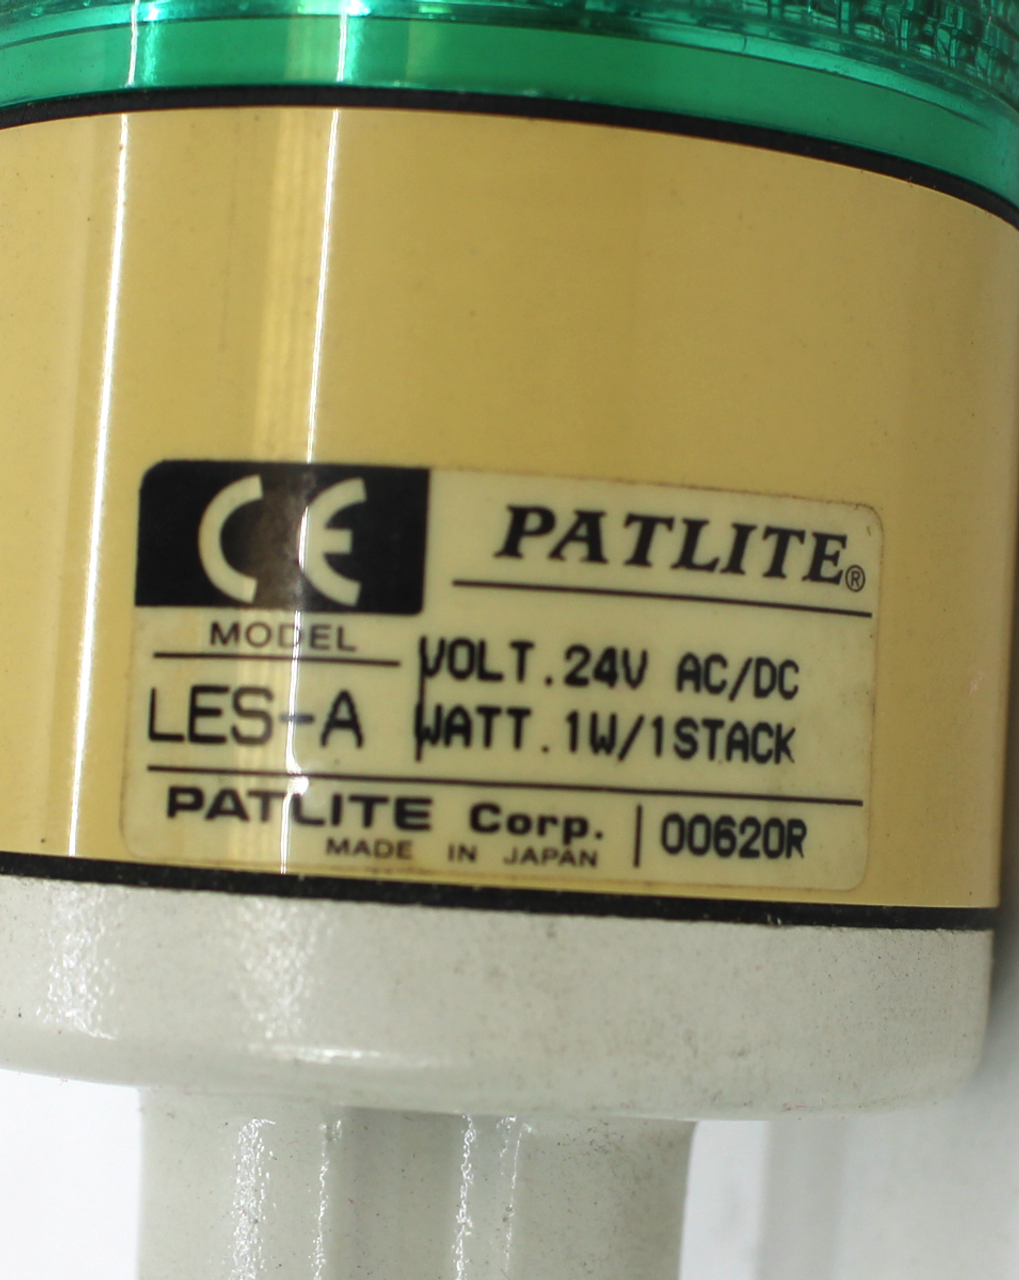 CE
PATLITE®
MODEL
LES-A
VOLT.24V AC/DC
WATT.1W/1STACK
PATLITE Corp.
MADE IN JAPAN
00620R